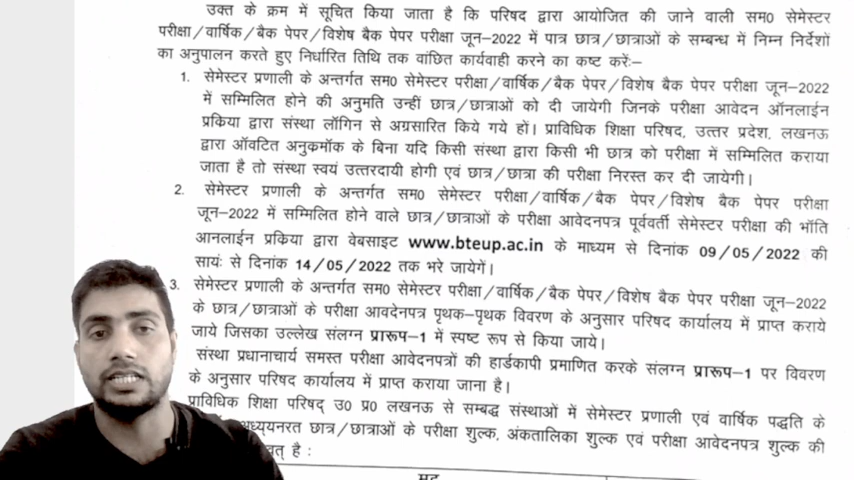 उक्त के क्रम में सूचित किया जाता है कि परिषद द्वारा आयोजित की जाने वाली सम0 सेमेस्टर
परीक्षा/वार्षिक/बैक पेपर/विशेष बैक पेपर परीक्षा जून-2022 में पात्र छात्र/छात्राओं के सम्बन्ध में निम्न निर्देशों
का अनुपालन करते हुए निर्धारित तिथि तक वांछित कार्यवाही करने का कष्ट करें:–
1. सेमेस्टर प्रणाली के अन्तर्गत सम0 सेमेस्टर परीक्षा/वार्षिक/बैक पेपर/विशेष बैक पेपर परीक्षा जून-2022
में सम्मिलित होने की अनुमति उन्हीं छात्र/छात्राओं को दी जायेगी जिनके परीक्षा आवेदन ऑनलाईन
प्रकिया द्वारा संस्था लॉगिन से अग्रसारित किये गये हों। प्राविधिक शिक्षा परिषद, उत्तर प्रदेश, लखनऊ
द्वारा ऑवटित अनुकमॉक के बिना यदि किसी संस्था द्वारा किसी भी छात्र को परीक्षा में सम्मिलित कराया
जाता है तो संस्था स्वयं उत्तरदायी होगी एवं छात्र/छात्रा की परीक्षा निरस्त कर दी जायेगी।
2. सेमेस्टर प्रणाली के अन्तर्गत सम0 सेमेस्टर परीक्षा/वार्षिक/बैक पेपर/विशेष बैक पेपर परीक्षा
जून-2022 में सम्मिलित होने वाले छात्र/छात्राओं के परीक्षा आवेदनपत्र पूर्ववर्ती सेमेस्टर परीक्षा की भॉति
आनलाईन प्रकिया द्वारा वेबसाइट www.bteup.ac.in के माध्यम से दिनांक 09/05/2022 की
सायं से दिनांक 14/05/2022 तक भरे जायेगें।
3. सेमेस्टर प्रणाली के अन्तर्गत सम0 सेमेस्टर परीक्षा/वार्षिक/बैक पेपर/विशेष बैक पेपर परीक्षा जून-2022
के छात्र/छात्राओं के परीक्षा आवदेनपत्र पृथक-पृथक विवरण के अनुसार परिषद कार्यालय में प्राप्त कराये
जाये जिसका उल्लेख संलग्न प्रारूप-1 में स्पष्ट रूप से किया जाये।
संस्था प्रधानाचार्य समस्त परीक्षा आवेदनपत्रों की हार्डकापी प्रमाणित करके संलग्न प्रारूप-1 पर विवरण
के अनुसार परिषद कार्यालय में प्राप्त कराया जाना है।
प्राविधिक शिक्षा परिषद् उ0 प्र0 लखनऊ से सम्बद्ध संस्थाओं में सेमेस्टर प्रणाली एवं वार्षिक पद्धति के
अध्ययनरत छात्र/छात्राओं के परीक्षा शुल्क, अंकतालिका शुल्क एवं परीक्षा आवेदनपत्र शुल्क की
है :